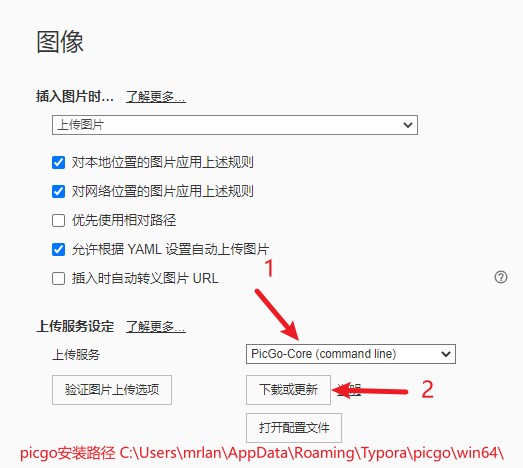 图像
插入图片时... 了解更多...
上传图片
对本地位置的图片应用上述规则
对网络位置的图片应用上述规则
优先使用相对路径
允许根据 YAML 设置自动上传图片
插入时自动转义图片 URL
1
上传服务设定 了解更多...
上传服务 PicGo-Core (command line)
验证图片上传选项 下载或更新 2
打开配置文件
picgo安装路径 C:\Users\mrlan\AppData\Roaming\Typora\picgo\win64\